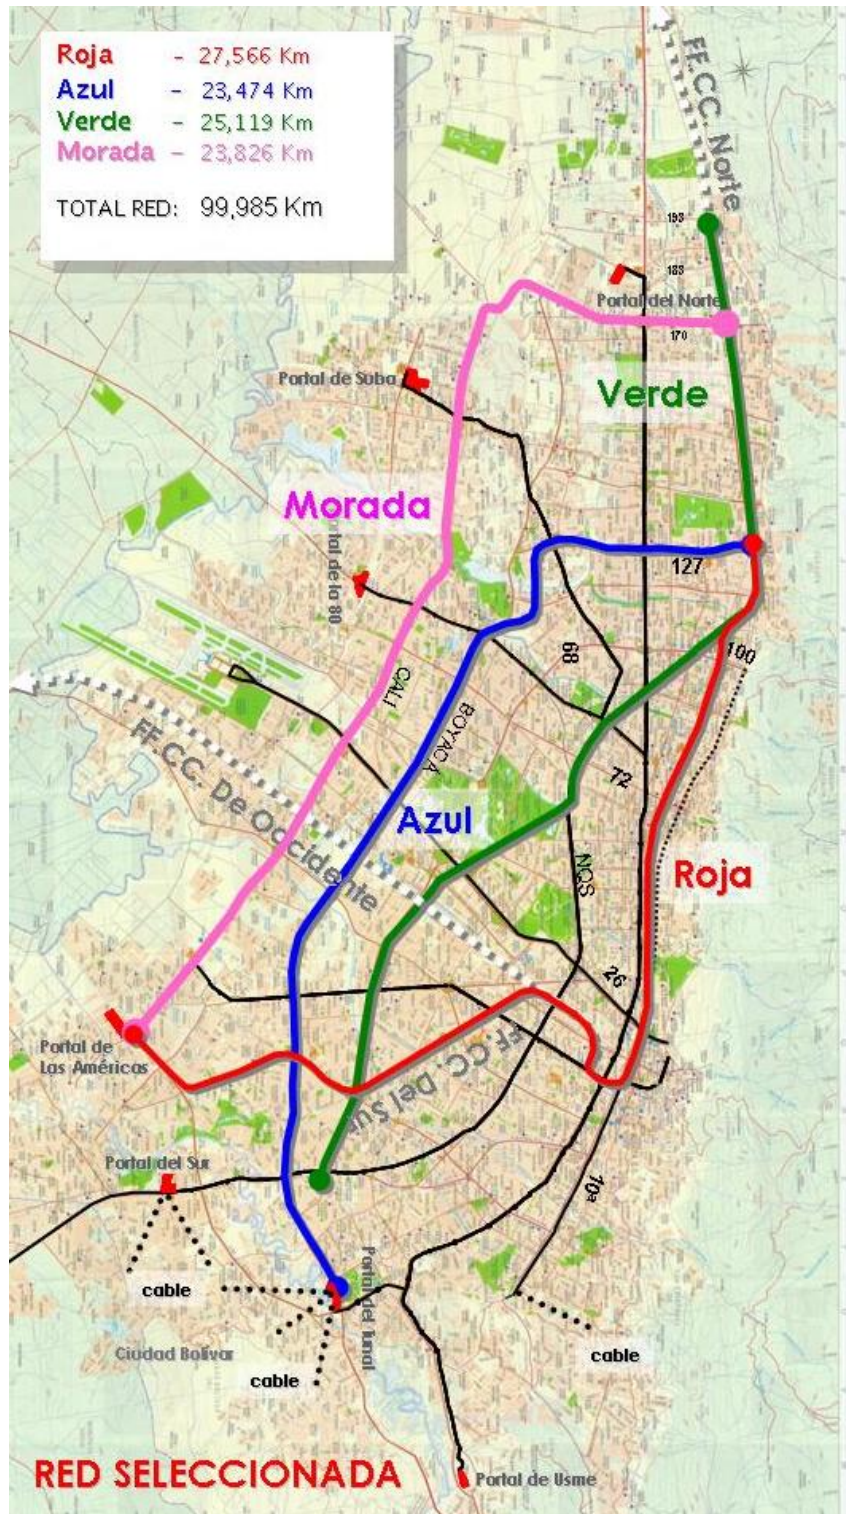 Roja - 27,566 Km
Azul - 23,474 Km
Verde - 25,119 Km
Morada - 23,826 Km
TOTAL RED: 99,985 Km
FF.CC. Norte
193
183
Portal del Norte
170
Portal de Suba
Verde
Morada
Portal de la 80
127
100
68
CALI
BOYACÁ
FF.CC. De Occidente
72
Azul
NQS
Roja
26
Portal de
Las Américas
FF.CC. Del Sur
Portal del Sur
10a
cable
Portal del Tunal
Ciudad Bolívar
cable
cable
RED SELECCIONADA
Portal de Usme